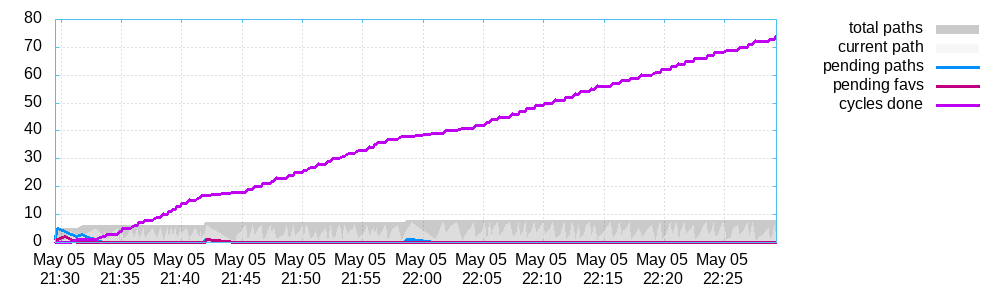 80
70
60
50
40
30
20
10
0
May 05 May 05 May 05 May 05 May 05 May 05 May 05 May 05 May 05 May 05 May 05 May 05
21:30 21:35 21:40 21:45 21:50 21:55 22:00 22:05 22:10 22:15 22:20 22:25
total paths
current path
pending paths
pending favs
cycles done